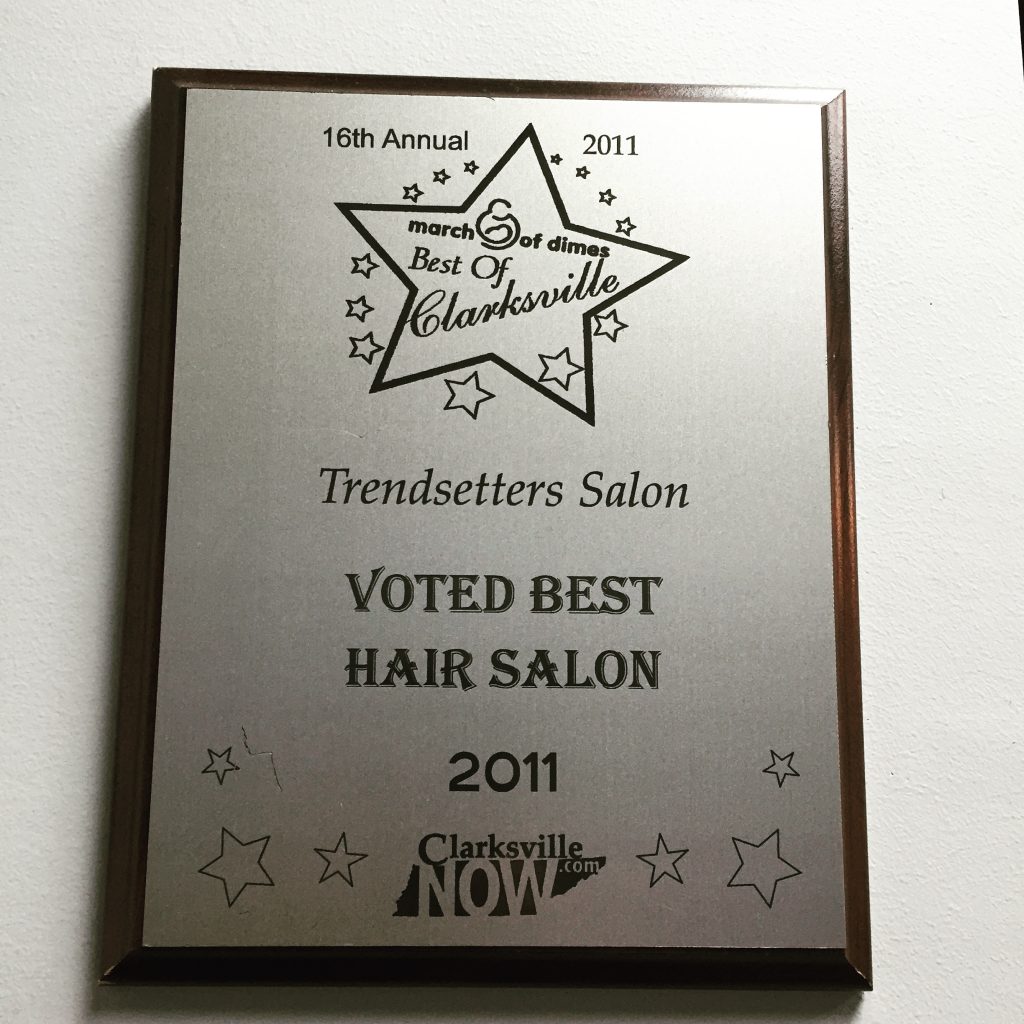 16th Annual 2011
march of dimes
Best Of
Clarksville
Trendsetters Salon
VOTED BEST
HAIR SALON
2011
Clarksville
NOW.com